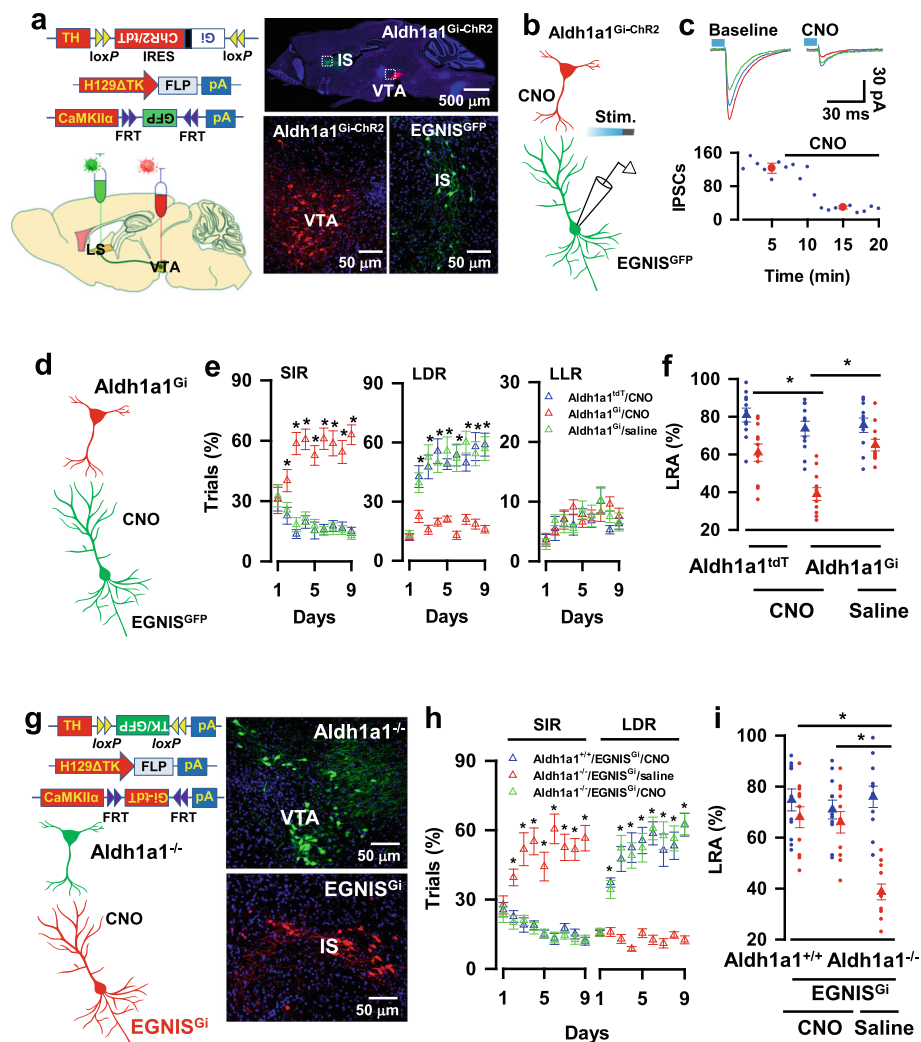 a
TH
ChR2/tdT
Gi
loxP
IRES
loxP
H129ΔTK
FLP
pA
CaMKIIα
GFP
pA
FRT
FRT
LS
VTA
Aldh1a1Gi-ChR2
IS
VTA
500 μm
Aldh1a1Gi-ChR2
VTA
50 μm
EGNISGFP
IS
50 μm
b
Aldh1a1Gi-ChR2
CNO
Stim.
EGNISGFP
c
Baseline
CNO
30 pA
30 ms
CNO
IPSCs
160
80
0
5
10
15
20
Time (min)
d
Aldh1a1Gi
CNO
EGNISGFP
e
SIR
LDR
LLR
Trials (%)
90
60
30
0
90
60
30
0
30
20
10
0
Aldh1a1tdT/CNO
Aldh1a1Gi/CNO
Aldh1a1Gi/saline
* * * * * * * *
* * * * * * * *
1 5 9
1 5 9
1 5 9
Days
Days
Days
f
LRA (%)
100
80
60
40
20
*
*
Aldh1a1tdT
Aldh1a1Gi
CNO
Saline
g
TH
TK/GFP
pA
loxP
loxP
H129ΔTK
FLP
pA
CaMKIIα
Gi-tdT
pA
FRT
FRT
Aldh1a1-/-
CNO
EGNISGi
Aldh1a1-/-
VTA
50 μm
EGNISGi
IS
50 μm
h
SIR
LDR
Aldh1a1+/+/EGNISGi/CNO
Aldh1a1-/-/EGNISGi/saline
Aldh1a1-/-/EGNISGi/CNO
Trials (%)
90
60
30
0
* * * * * * * *
* * * * * * * *
1 5 9
1 5 9
Days
i
LRA (%)
100
80
60
40
20
*
*
Aldh1a1+/+
Aldh1a1-/-
EGNISGi
CNO
Saline